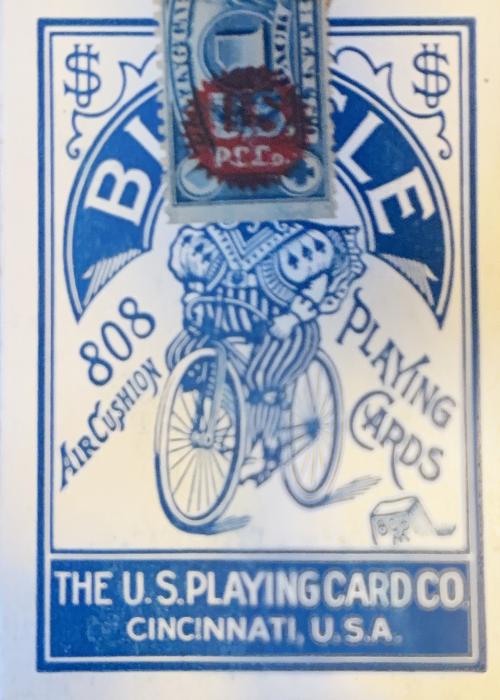 U.S.
P.C.Co.
808
AIR CUSHION
PLAYING
CARDS
THE U.S. PLAYING CARD CO.
CINCINNATI, U.S.A.